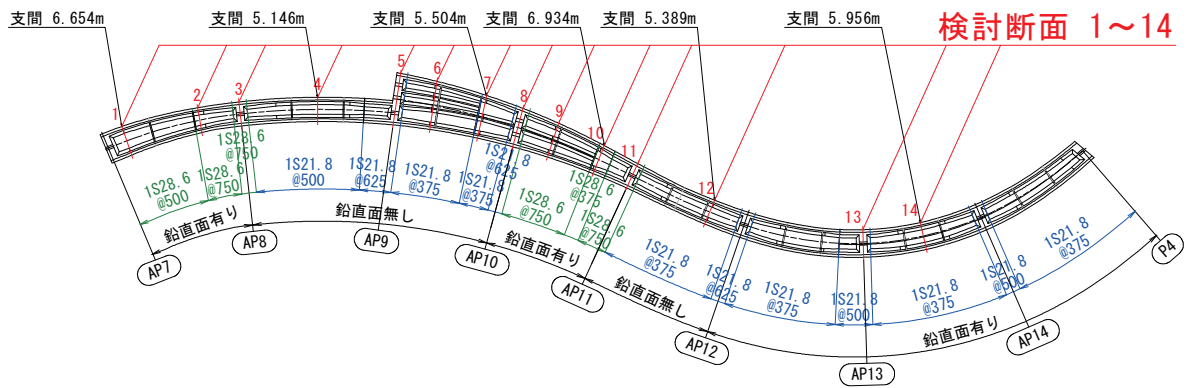 支間 6.654m
支間 5.146m
支間 5.504m
支間 6.934m
支間 5.389m
支間 5.956m
検討断面 1～14
1
2
3
4
5
6
7
8
9
10
11
12
13
14
1S28.6
@500
1S28.6
@750
1S28.6
@750
1S21.8
@500
1S21.8
@625
1S21.8
@375
1S21.8
@375
1S21.8
@625
1S28.6
@750
1S28.6
@375
1S28.6
@750
1S21.8
@375
1S21.8
@625
1S21.8
@375
1S21.8
@500
1S21.8
@375
1S21.8
@500
1S21.8
@375
鉛直面有り
鉛直面無し
鉛直面有り
鉛直面無し
鉛直面有り
AP7
AP8
AP9
AP10
AP11
AP12
AP13
AP14
P4